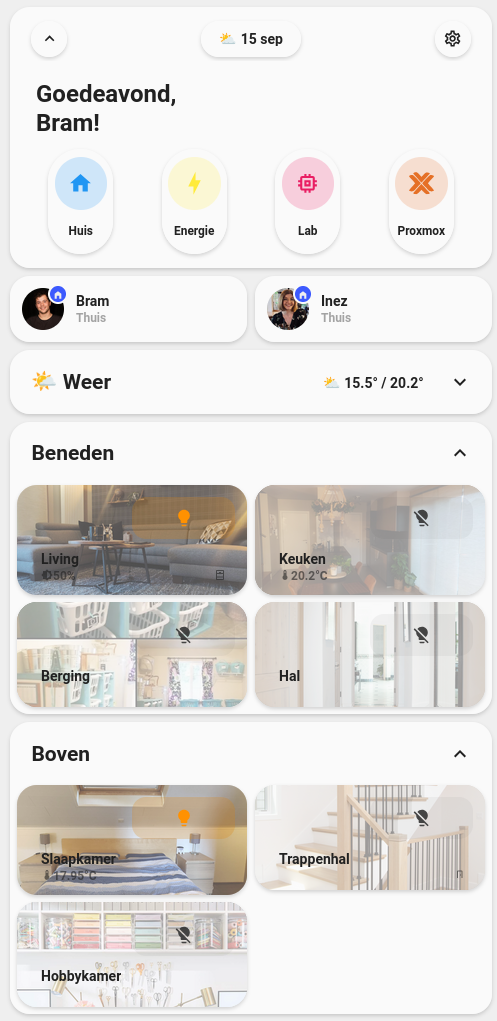 15 sep
Goedeavond,
Bram!
Huis
Energie
Lab
Proxmox
Bram
Thuis
Inez
Thuis
Weer
15.5° / 20.2°
Beneden
Living
50%
Keuken
20.2°C
Berging
Hal
Boven
Slaapkamer
17.95°C
Trappenhal
Hobbykamer